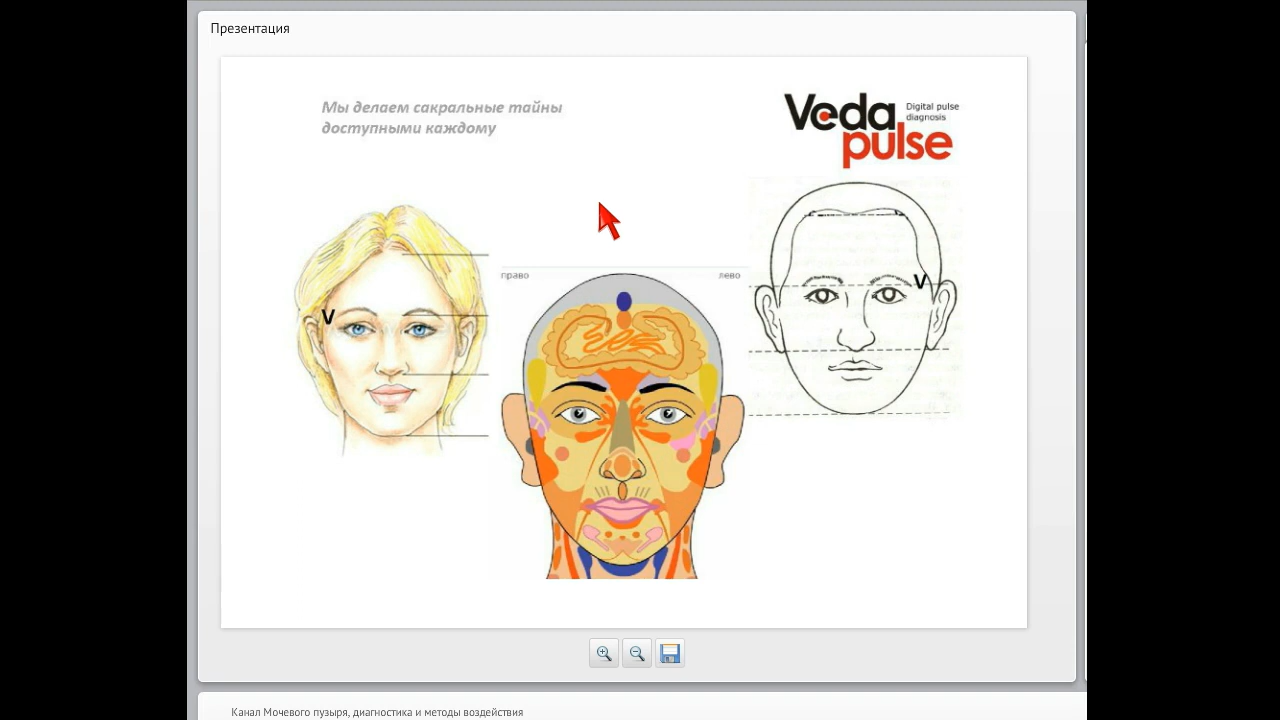 Презентация
Мы делаем сакральные тайны
доступными каждому
Veda
pulse
Digital pulse
diagnosis
право
лево
V
V
Канал Мочевого пузыря, диагностика и методы воздействия